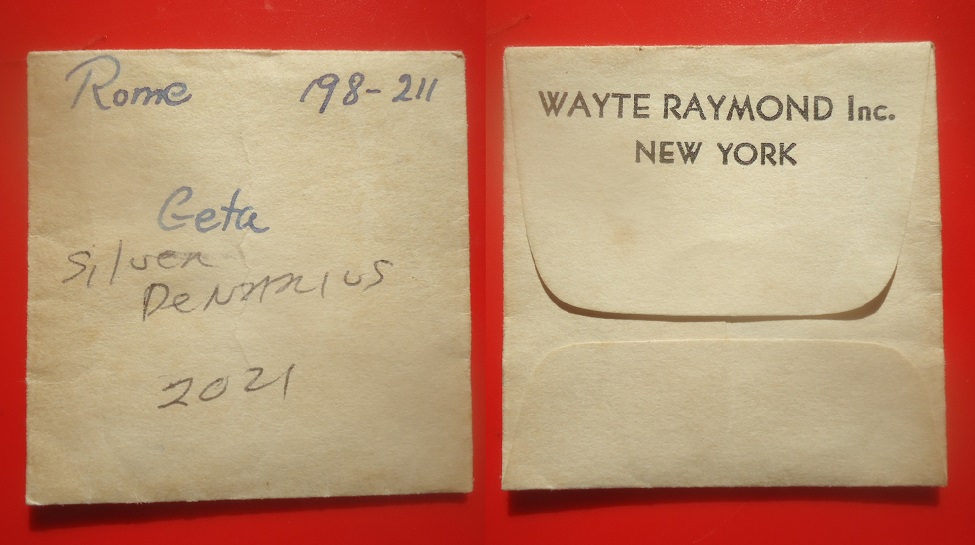 Rome 198-211
Geta
Silver
Denarius
2021
WAYTE RAYMOND Inc.
NEW YORK